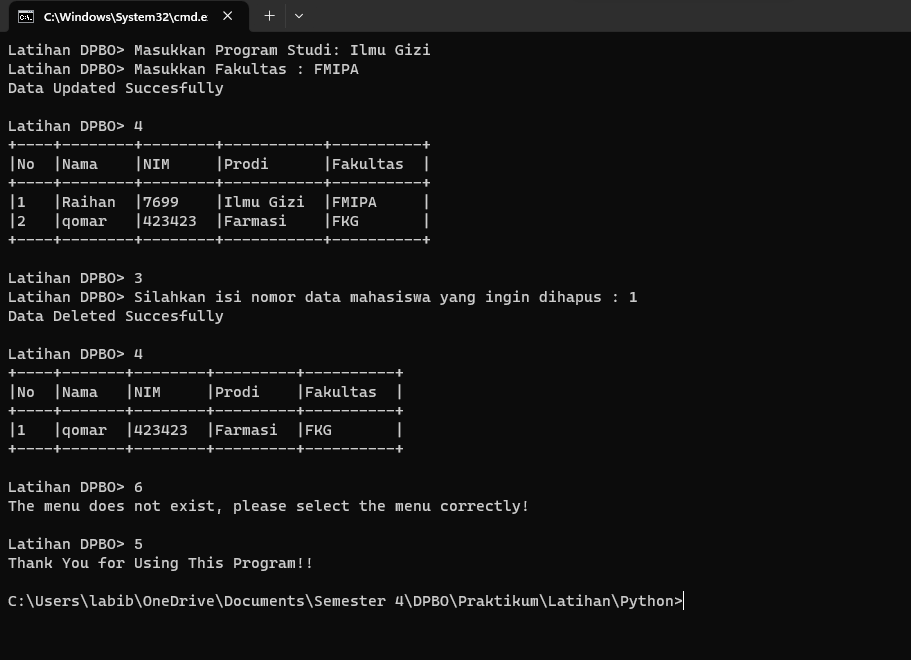 C:\Windows\System32\cmd.e
Latihan DPBO> Masukkan Program Studi: Ilmu Gizi
Latihan DPBO> Masukkan Fakultas : FMIPA
Data Updated Succesfully
Latihan DPBO> 4
+----+--------+--------+-----------+----------+
|No  |Nama    |NIM     |Prodi      |Fakultas  |
+----+--------+--------+-----------+----------+
|1   |Raihan  |7699    |Ilmu Gizi  |FMIPA     |
|2   |qomar   |423423  |Farmasi    |FKG       |
+----+--------+--------+-----------+----------+
Latihan DPBO> 3
Latihan DPBO> Silahkan isi nomor data mahasiswa yang ingin dihapus : 1
Data Deleted Succesfully
Latihan DPBO> 4
+----+-------+--------+---------+----------+
|No  |Nama   |NIM     |Prodi    |Fakultas  |
+----+-------+--------+---------+----------+
|1   |qomar  |423423  |Farmasi  |FKG       |
+----+-------+--------+---------+----------+
Latihan DPBO> 6
The menu does not exist, please select the menu correctly!
Latihan DPBO> 5
Thank You for Using This Program!!
C:\Users\labib\OneDrive\Documents\Semester 4\DPBO\Praktikum\Latihan\Python>